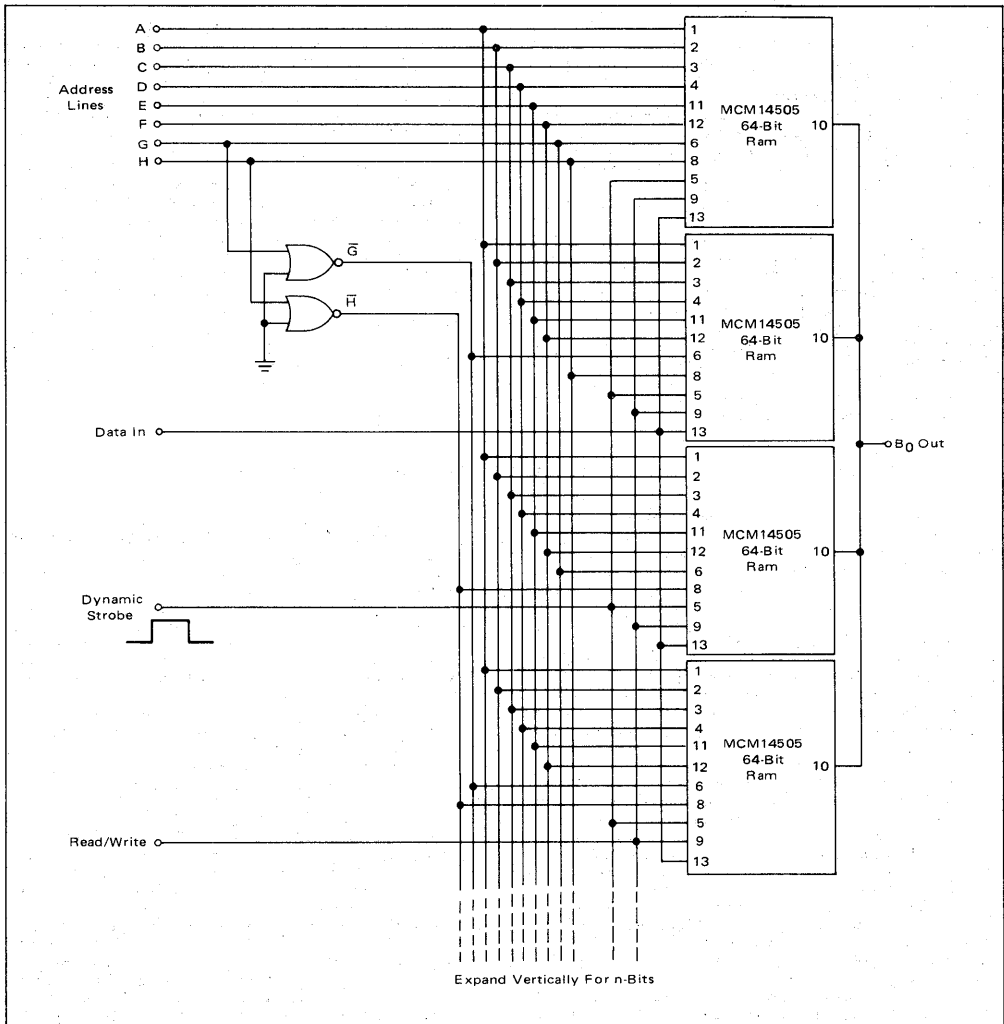 A
B
C
D
E
F
G
H
Address
Lines
G̅
H̅
Data In
Dynamic
Strobe
Read/Write
1
2
3
4
11
12
6
8
5
9
13
MCM14505
64-Bit
Ram
10
1
2
3
4
11
12
6
8
5
9
13
MCM14505
64-Bit
Ram
10
B0 Out
1
2
3
4
11
12
6
8
5
9
13
MCM14505
64-Bit
Ram
10
1
2
3
4
11
12
6
8
5
9
13
MCM14505
64-Bit
Ram
10
Expand Vertically For n-Bits